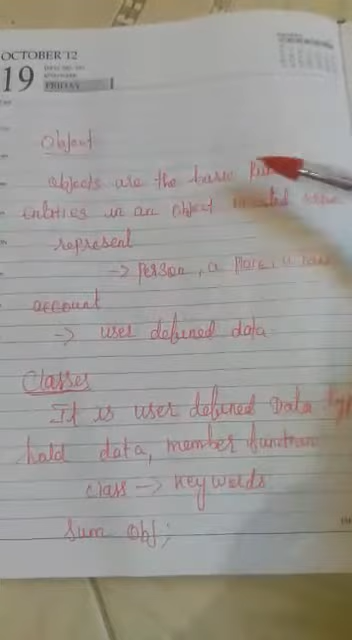 OCTOBER '12
19
FRIDAY
Object
objects are the basic
entities in an object
represent
-> person, a place, a
account
-> user defined data
Classes
It is user defined Data
hold data, member function
class -> keywords
sum obj;